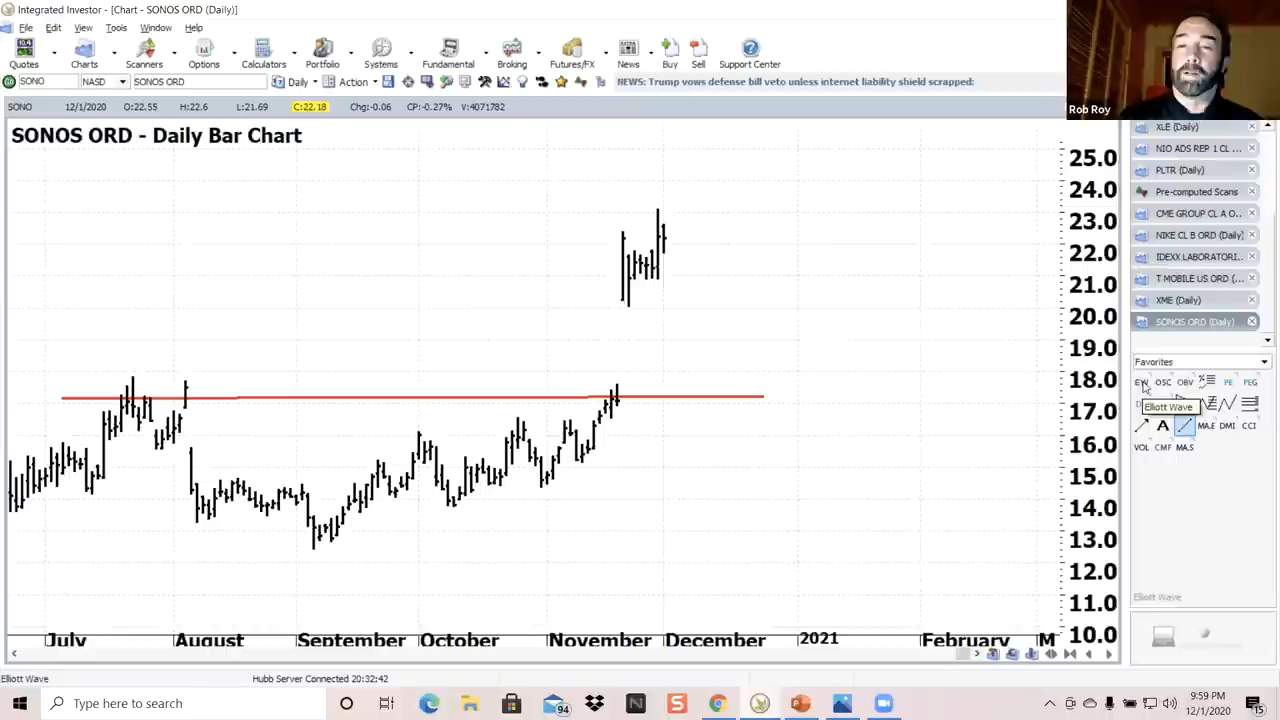 Integrated Investor - [Chart - SONOS ORD (Daily)]
File Edit View Tools Window Help
Quotes Charts Scanners Options Calculators Portfolio Systems Fundamental Broking Futures/FX News Buy Sell Support Center
SONO NASD SONOS ORD Daily Action NEWS: Trump vows defense bill veto unless internet liability shield scrapped:
SONO 12/1/2020 O:22.55 H:22.6 L:21.69 C:22.18 Chg:-0.06 CP:-0.27% V:4071782
Rob Roy
SONOS ORD - Daily Bar Chart
XLE (Daily)
NIO ADS REP 1 CL ...
PLTR (Daily)
Pre-computed Scans
CME GROUP CL A O...
NIKE CL B ORD (Daily)
IDEXX LABORATORI...
T MOBILE US ORD (...
XME (Daily)
SONOS ORD (Daily)
25.0
24.0
23.0
22.0
21.0
20.0
19.0
18.0
17.0
16.0
15.0
14.0
13.0
12.0
11.0
10.0
Favorites
EW OSC OBV PE PEG
Elliott Wave
A MA.E DMI CCI
VOL CMF MA.S
Elliott Wave
July August September October November December 2021 February M
Elliott Wave Hubb Server Connected 20:32:42
Type here to search
94
9:59 PM
12/1/2020
15